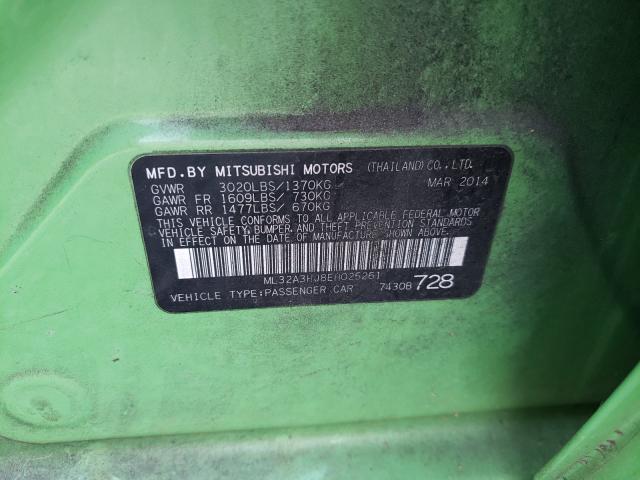 MFD.BY MITSUBISHI MOTORS (THAILAND) CO., LTD.
GVWR 3020LBS/1370KG MAR 2014
GAWR FR 1609LBS/ 730KG
GAWR RR 1477LBS/ 670KG
THIS VEHICLE CONFORMS TO ALL APPLICABLE FEDERAL MOTOR
VEHICLE SAFETY, BUMPER, AND THEFT PREVENTION STANDARDS
IN EFFECT ON THE DATE OF MANUFACTURE SHOWN ABOVE.
ML32A3HJ8EH025261
VEHICLE TYPE:PASSENGER CAR 7430B 728